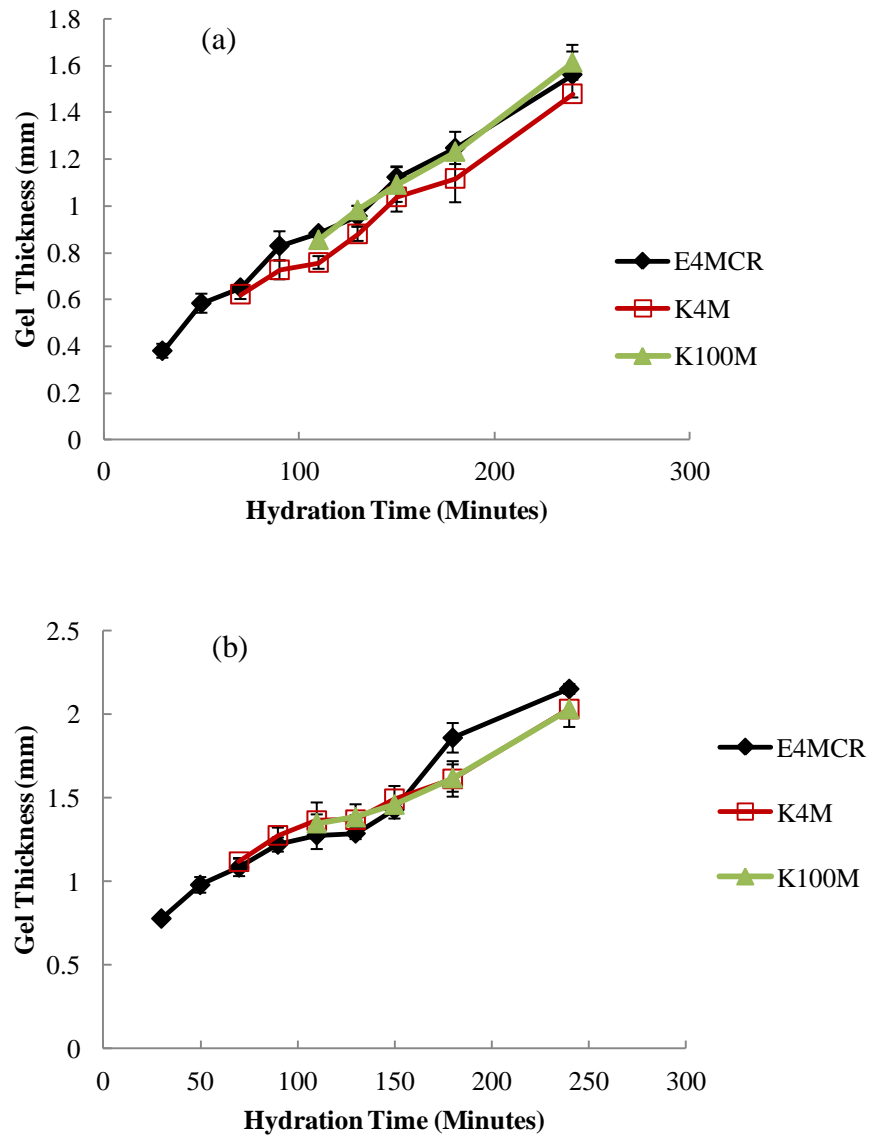 (a)
1.8
1.6
1.4
1.2
1
0.8
0.6
0.4
0.2
0
Gel Thickness (mm)
0 100 200 300
Hydration Time (Minutes)
E4MCR
K4M
K100M
(b)
2.5
2
1.5
1
0.5
0
Gel Thickness (mm)
0 50 100 150 200 250 300
Hydration Time (Minutes)
E4MCR
K4M
K100M